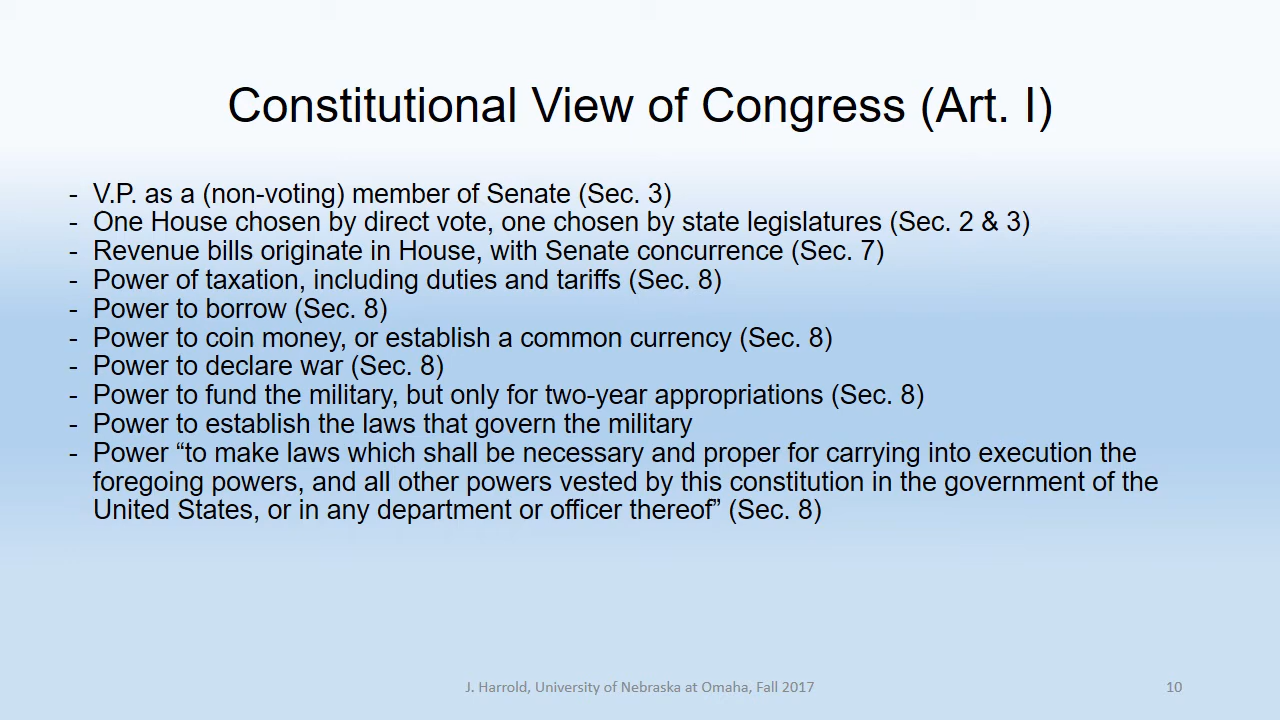 Constitutional View of Congress (Art. I)
- V.P. as a (non-voting) member of Senate (Sec. 3)
- One House chosen by direct vote, one chosen by state legislatures (Sec. 2 & 3)
- Revenue bills originate in House, with Senate concurrence (Sec. 7)
- Power of taxation, including duties and tariffs (Sec. 8)
- Power to borrow (Sec. 8)
- Power to coin money, or establish a common currency (Sec. 8)
- Power to declare war (Sec. 8)
- Power to fund the military, but only for two-year appropriations (Sec. 8)
- Power to establish the laws that govern the military
- Power “to make laws which shall be necessary and proper for carrying into execution the
foregoing powers, and all other powers vested by this constitution in the government of the
United States, or in any department or officer thereof” (Sec. 8)
J. Harrold, University of Nebraska at Omaha, Fall 2017
10